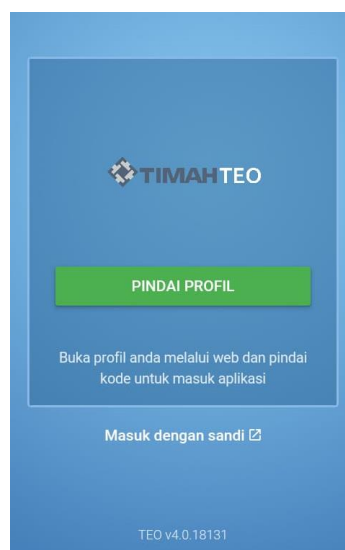 TIMAHTEO
PINDAI PROFIL
Buka profil anda melalui web dan pindai
kode untuk masuk aplikasi
Masuk dengan sandi
TEO v4.0.18131